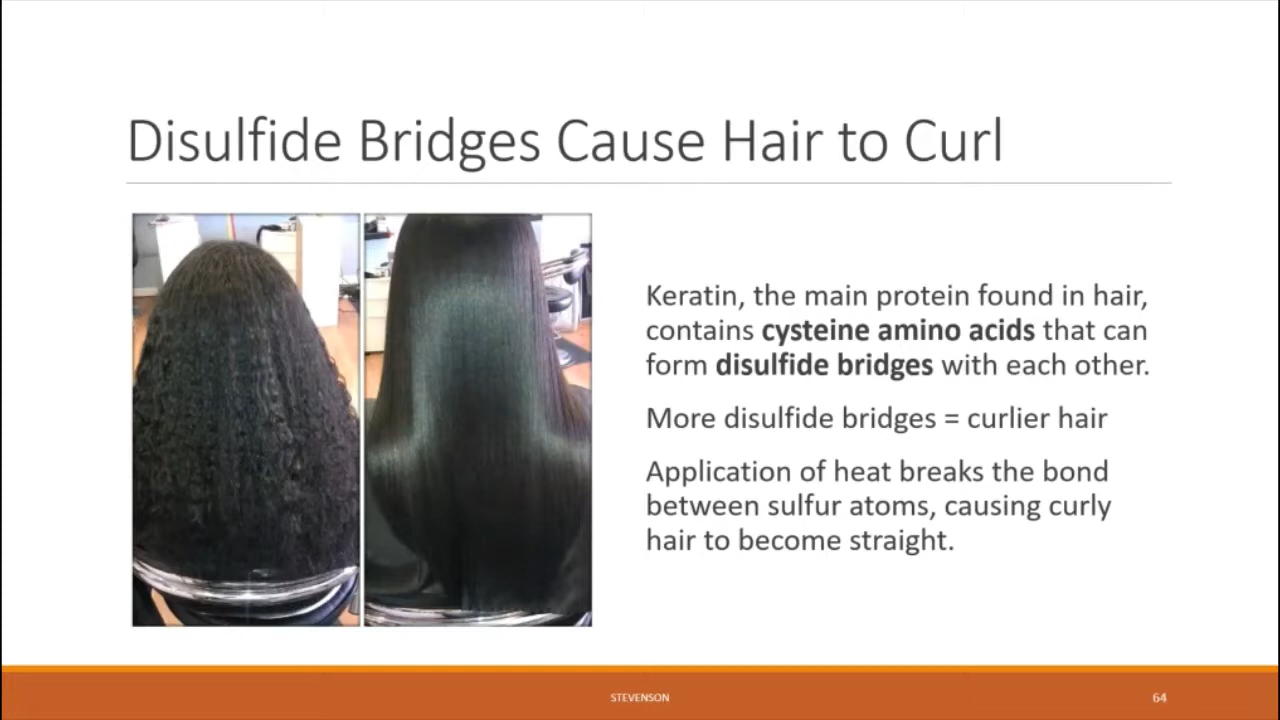 Disulfide Bridges Cause Hair to Curl
Keratin, the main protein found in hair,
contains cysteine amino acids that can
form disulfide bridges with each other.
More disulfide bridges = curlier hair
Application of heat breaks the bond
between sulfur atoms, causing curly
hair to become straight.
STEVENSON
64